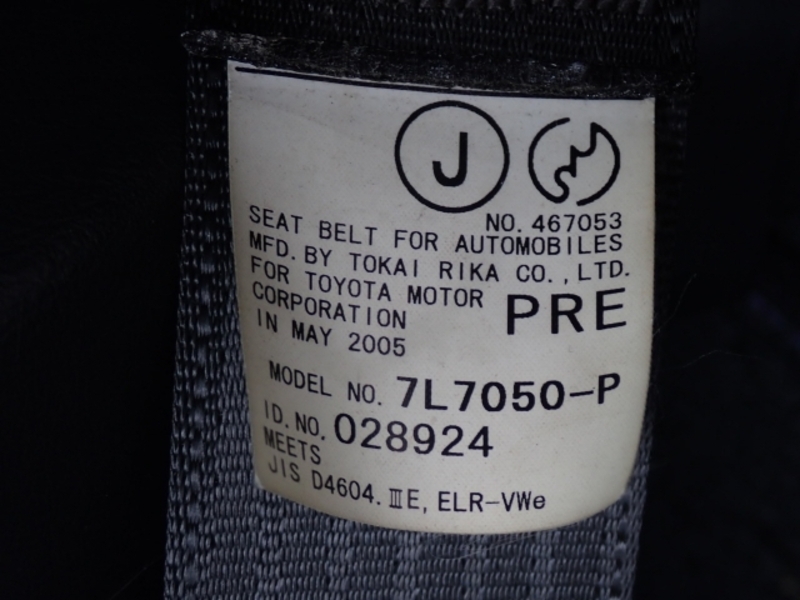 J
NO. 467053
SEAT BELT FOR AUTOMOBILES
MFD. BY TOKAI RIKA CO., LTD.
FOR TOYOTA MOTOR
CORPORATION
PRE
IN MAY 2005
MODEL NO. 7L7050-P
ID. NO. 028924
MEETS
JIS D4604. ⅢE, ELR-VWe